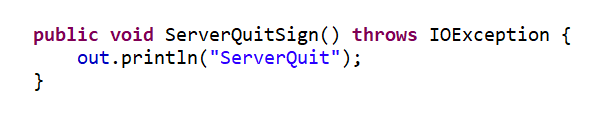 public void ServerQuitSign() throws IOException {
    out.println("ServerQuit");
}